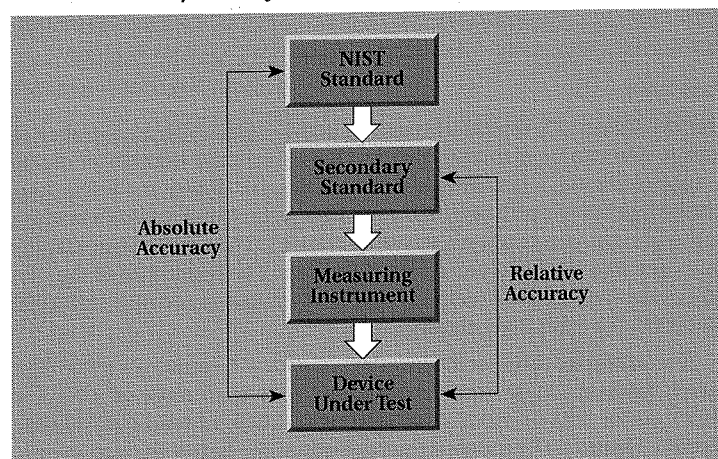 NIST
Standard
Secondary
Standard
Absolute
Accuracy
Measuring
Instrument
Relative
Accuracy
Device
Under Test